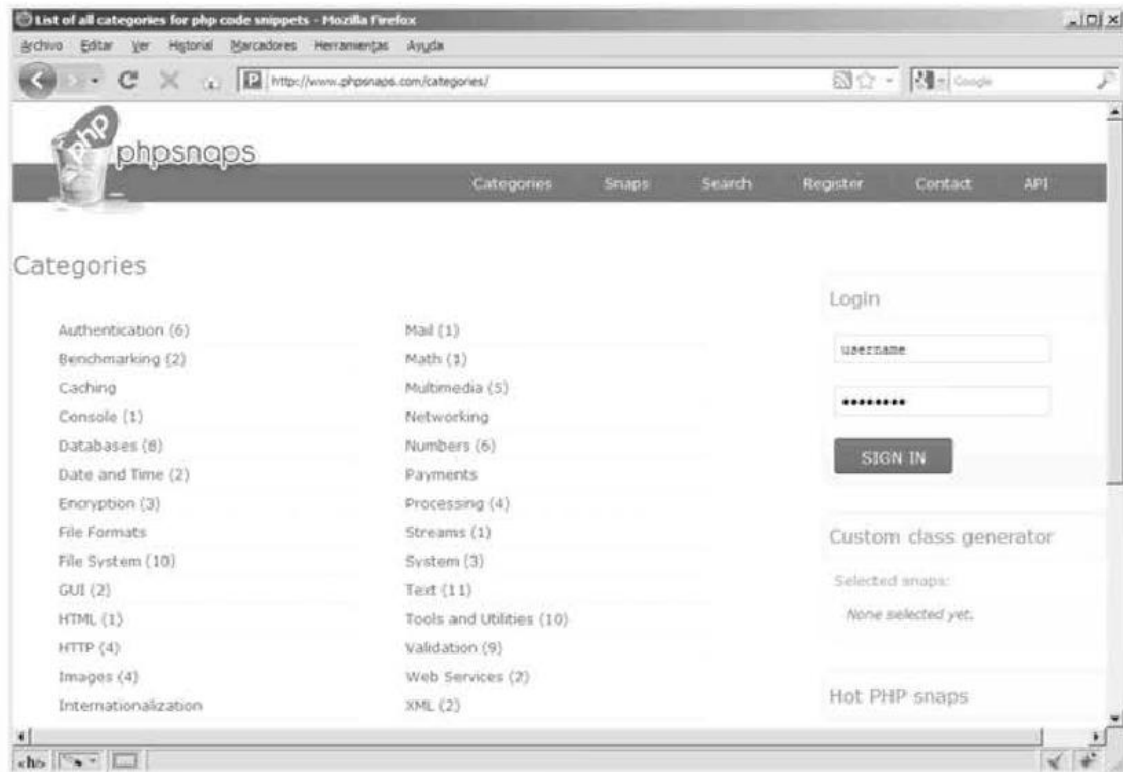 List of all categories for php code snippets - Mozilla Firefox
Archivo Editar Ver Historial Marcadores Herramientas Ayuda
http://www.phpsnaps.com/categories/
Google
php
phpsnaps
Categories Snaps Search Register Contact API
Categories
Authentication (6)
Benchmarking (2)
Caching
Console (1)
Databases (8)
Date and Time (2)
Encryption (3)
File Formats
File System (10)
GUI (2)
HTML (1)
HTTP (4)
Images (4)
Internationalization
Mail (1)
Math (1)
Multimedia (5)
Networking
Numbers (6)
Payments
Processing (4)
Streams (1)
System (3)
Text (11)
Tools and Utilities (10)
Validation (9)
Web Services (2)
XML (2)
Login
username
••••••••
SIGN IN
Custom class generator
Selected snaps:
None selected yet.
Hot PHP snaps